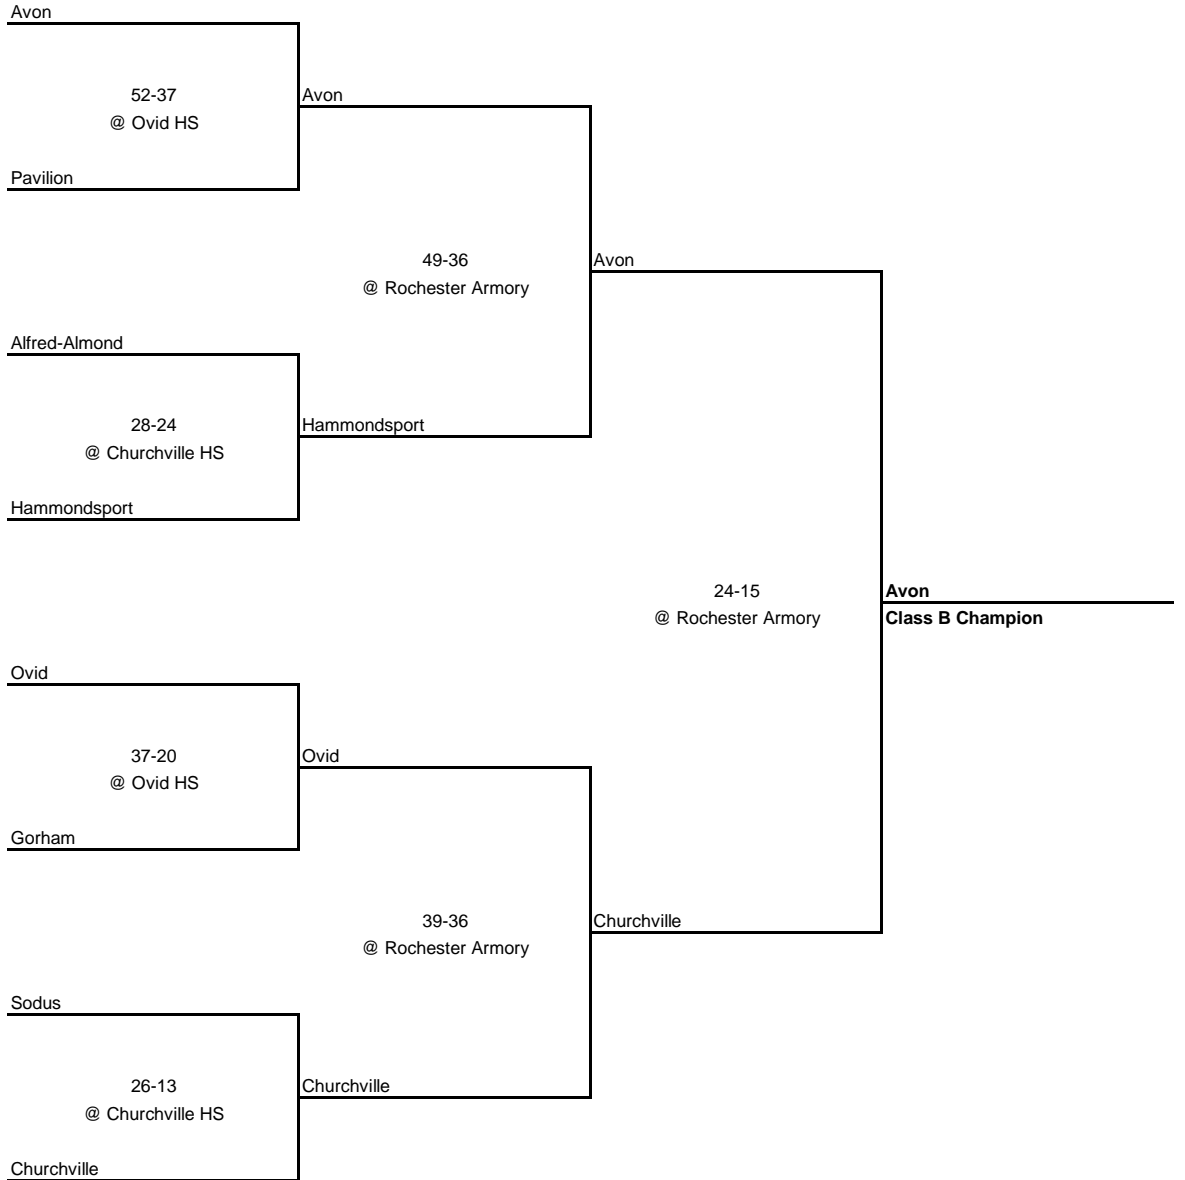 Avon
52-37
@ Ovid HS
Avon
Pavilion
49-36
@ Rochester Armory
Avon
Alfred-Almond
28-24
@ Churchville HS
Hammondsport
Hammondsport
24-15
@ Rochester Armory
Avon
Class B Champion
Ovid
37-20
@ Ovid HS
Ovid
Gorham
39-36
@ Rochester Armory
Churchville
Sodus
26-13
@ Churchville HS
Churchville
Churchville